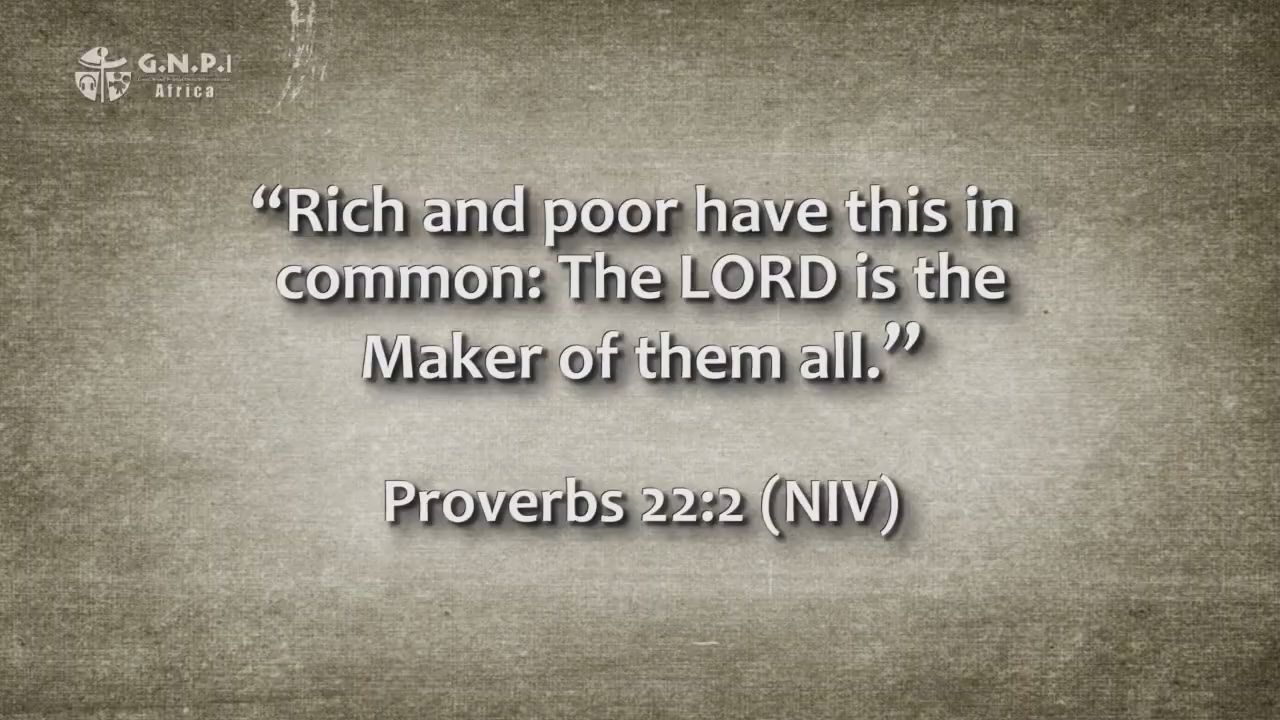 G.N.P.I
Africa
“Rich and poor have this in
common: The LORD is the
Maker of them all.”
Proverbs 22:2 (NIV)